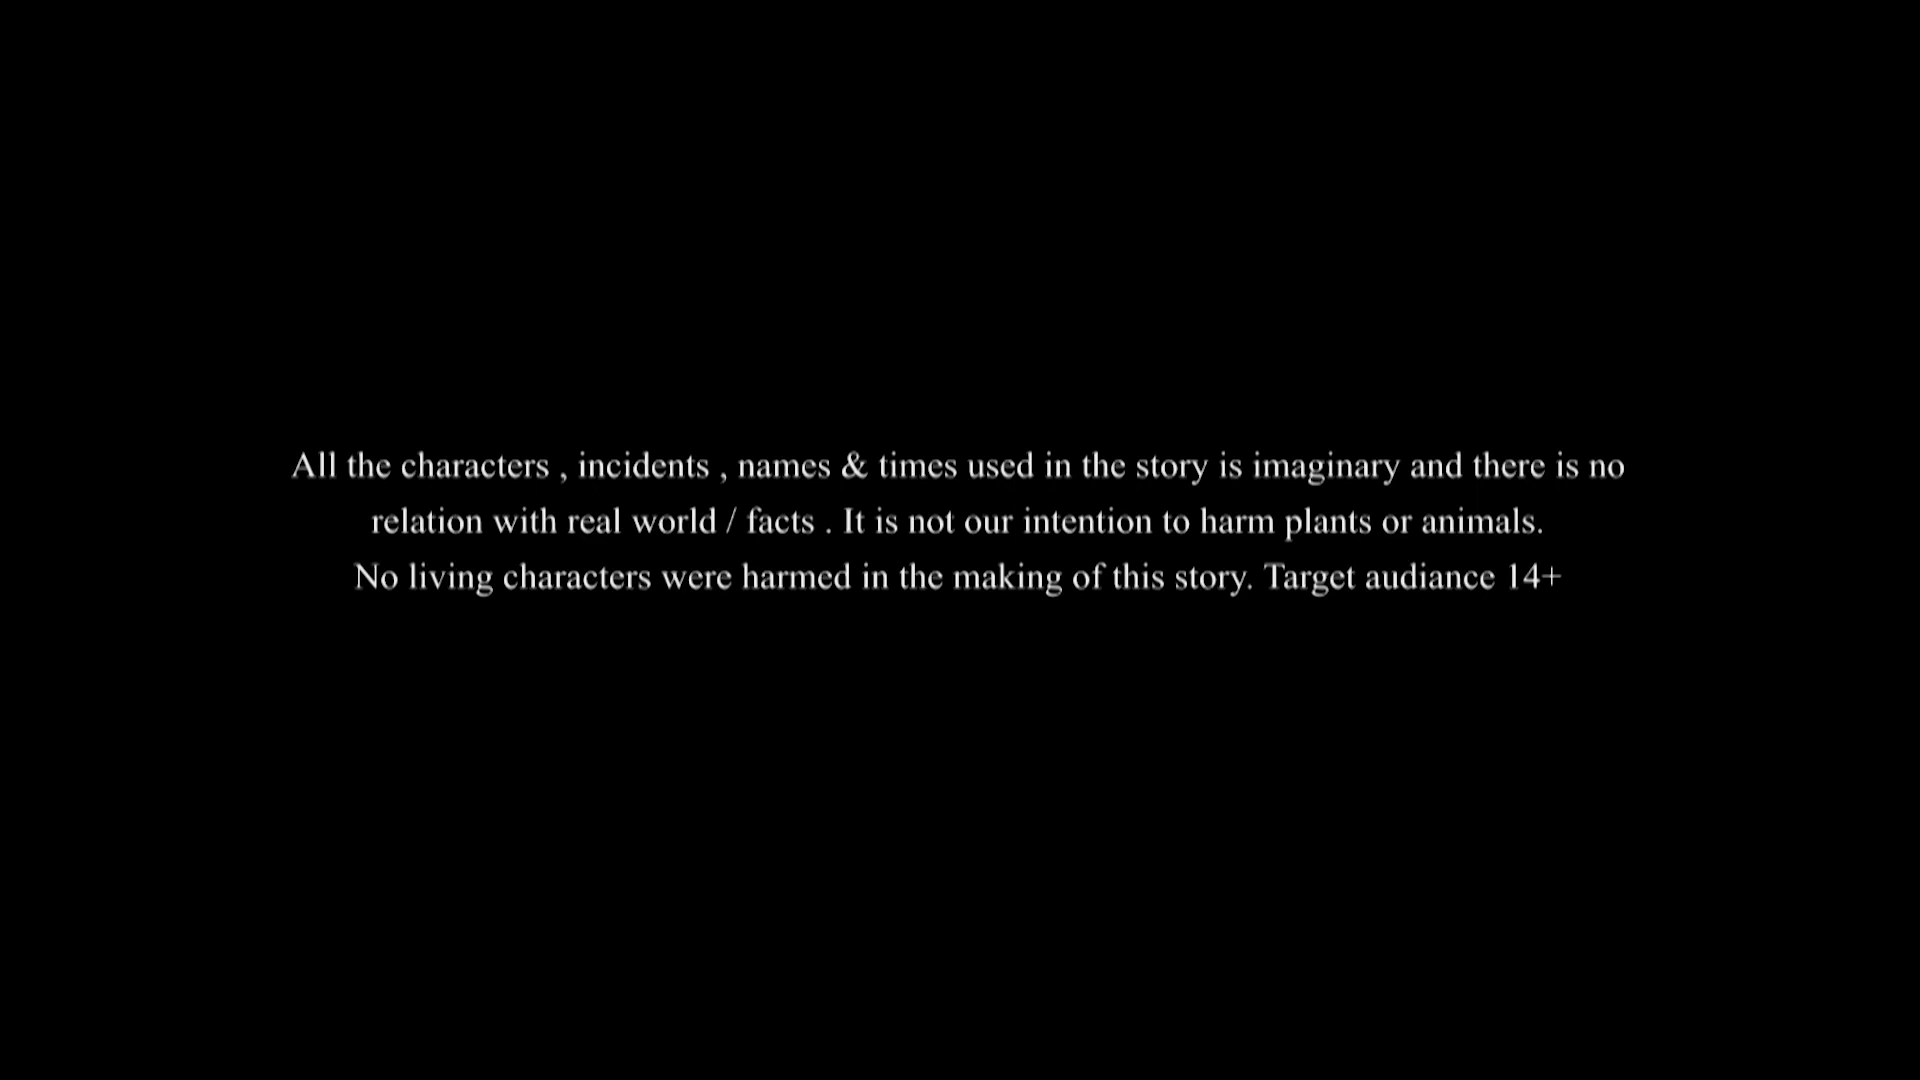 All the characters , incidents , names & times used in the story is imaginary and there is no
relation with real world / facts . It is not our intention to harm plants or animals.
No living characters were harmed in the making of this story. Target audiance 14+